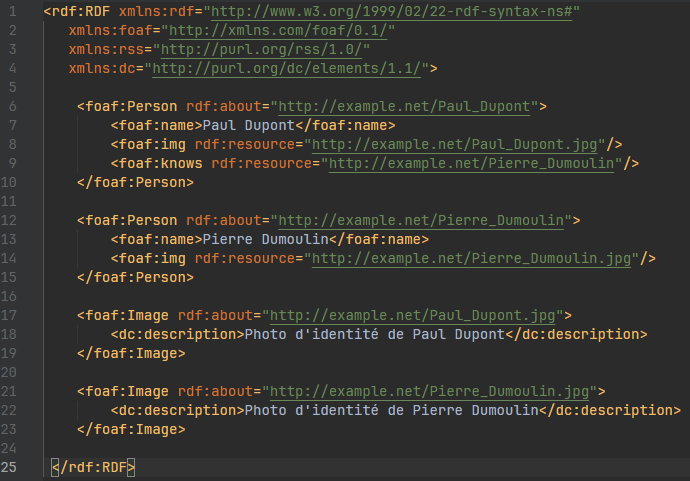 1 <rdf:RDF xmlns:rdf="http://www.w3.org/1999/02/22-rdf-syntax-ns#"
2 xmlns:foaf="http://xmlns.com/foaf/0.1/"
3 xmlns:rss="http://purl.org/rss/1.0/"
4 xmlns:dc="http://purl.org/dc/elements/1.1/">
5
6 <foaf:Person rdf:about="http://example.net/Paul_Dupont">
7 <foaf:name>Paul Dupont</foaf:name>
8 <foaf:img rdf:resource="http://example.net/Paul_Dupont.jpg"/>
9 <foaf:knows rdf:resource="http://example.net/Pierre_Dumoulin"/>
10 </foaf:Person>
11
12 <foaf:Person rdf:about="http://example.net/Pierre_Dumoulin">
13 <foaf:name>Pierre Dumoulin</foaf:name>
14 <foaf:img rdf:resource="http://example.net/Pierre_Dumoulin.jpg"/>
15 </foaf:Person>
16
17 <foaf:Image rdf:about="http://example.net/Paul_Dupont.jpg">
18 <dc:description>Photo d'identité de Paul Dupont</dc:description>
19 </foaf:Image>
20
21 <foaf:Image rdf:about="http://example.net/Pierre_Dumoulin.jpg">
22 <dc:description>Photo d'identité de Pierre Dumoulin</dc:description>
23 </foaf:Image>
24
25 </rdf:RDF>